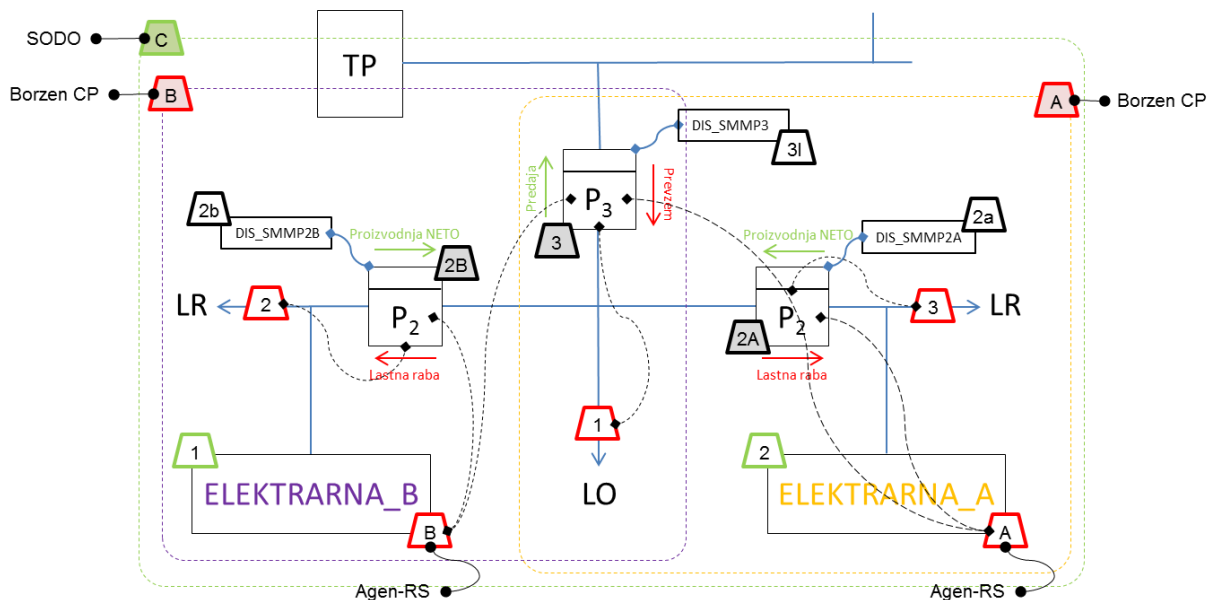 SODO
C
TP
Borzen CP
B
A
Borzen CP
DIS_SMMP3
3I
Predaja
P3
Prevzem
3
2b
DIS_SMMP2B
Proizvodnja NETO
2B
2a
DIS_SMMP2A
Proizvodnja NETO
LR
2
P2
Lastna raba
P2
2A
Lastna raba
3
LR
1
LO
1
ELEKTRARNA_B
B
Agen-RS
2
ELEKTRARNA_A
A
Agen-RS